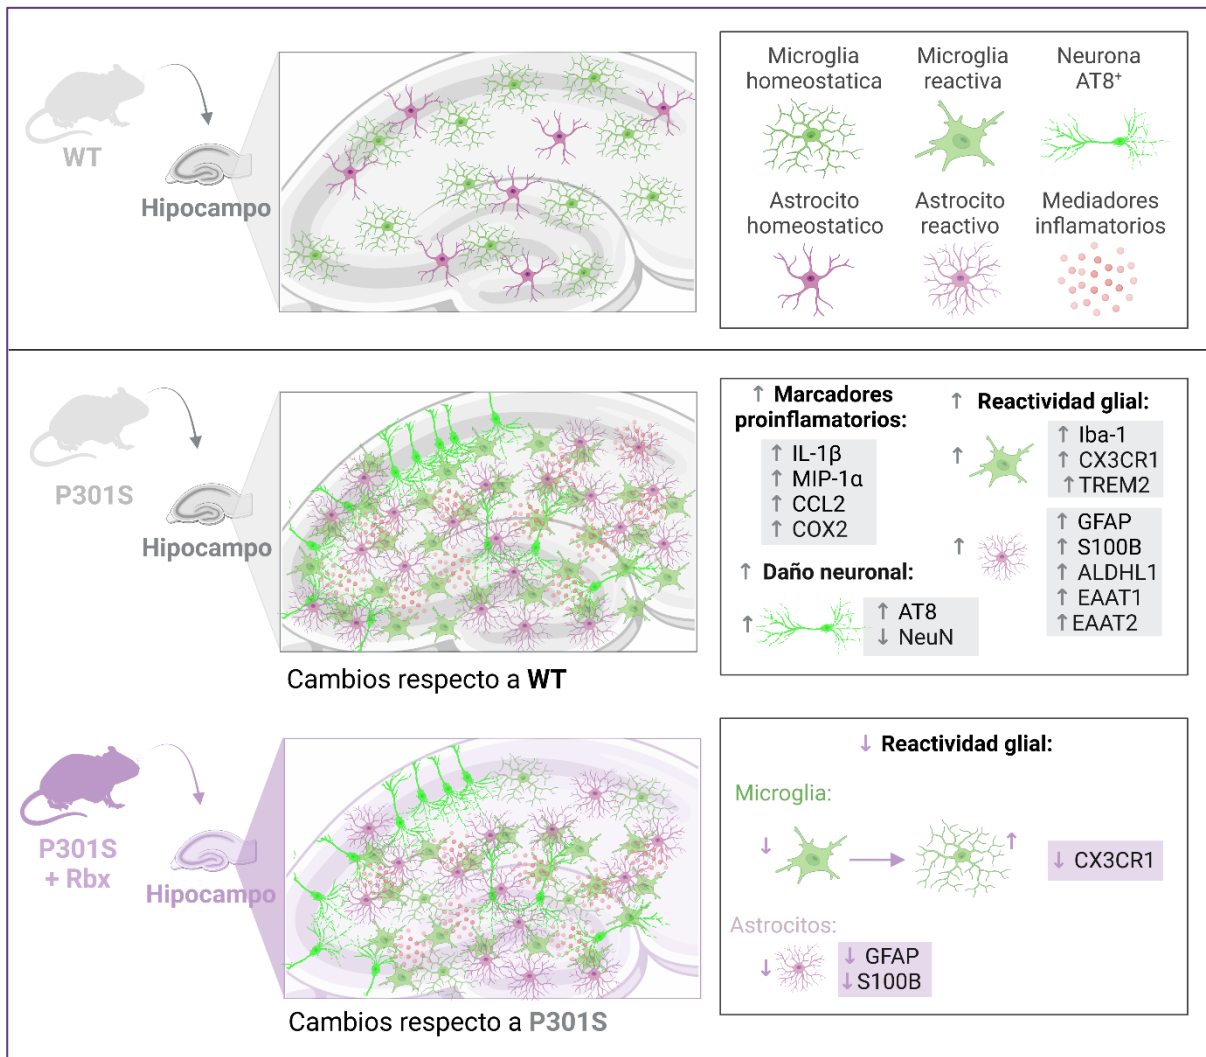 WT
Hipocampo
Microglia
homeostatica
Microglia
reactiva
Neurona
AT8⁺
Astrocito
homeostatico
Astrocito
reactivo
Mediadores
inflamatorios
P301S
Hipocampo
Cambios respecto a WT
↑ Marcadores
proinflamatorios:
↑ IL-1β
↑ MIP-1α
↑ CCL2
↑ COX2
↑ Daño neuronal:
↑
↑ AT8
↓ NeuN
↑ Reactividad glial:
↑
↑ Iba-1
↑ CX3CR1
↑ TREM2
↑
↑ GFAP
↑ S100B
↑ ALDHL1
↑ EAAT1
↑ EAAT2
P301S
+ Rbx
Hipocampo
Cambios respecto a P301S
↓ Reactividad glial:
Microglia:
↓ → ↑
↓ CX3CR1
Astrocitos:
↓
↓ GFAP
↓ S100B